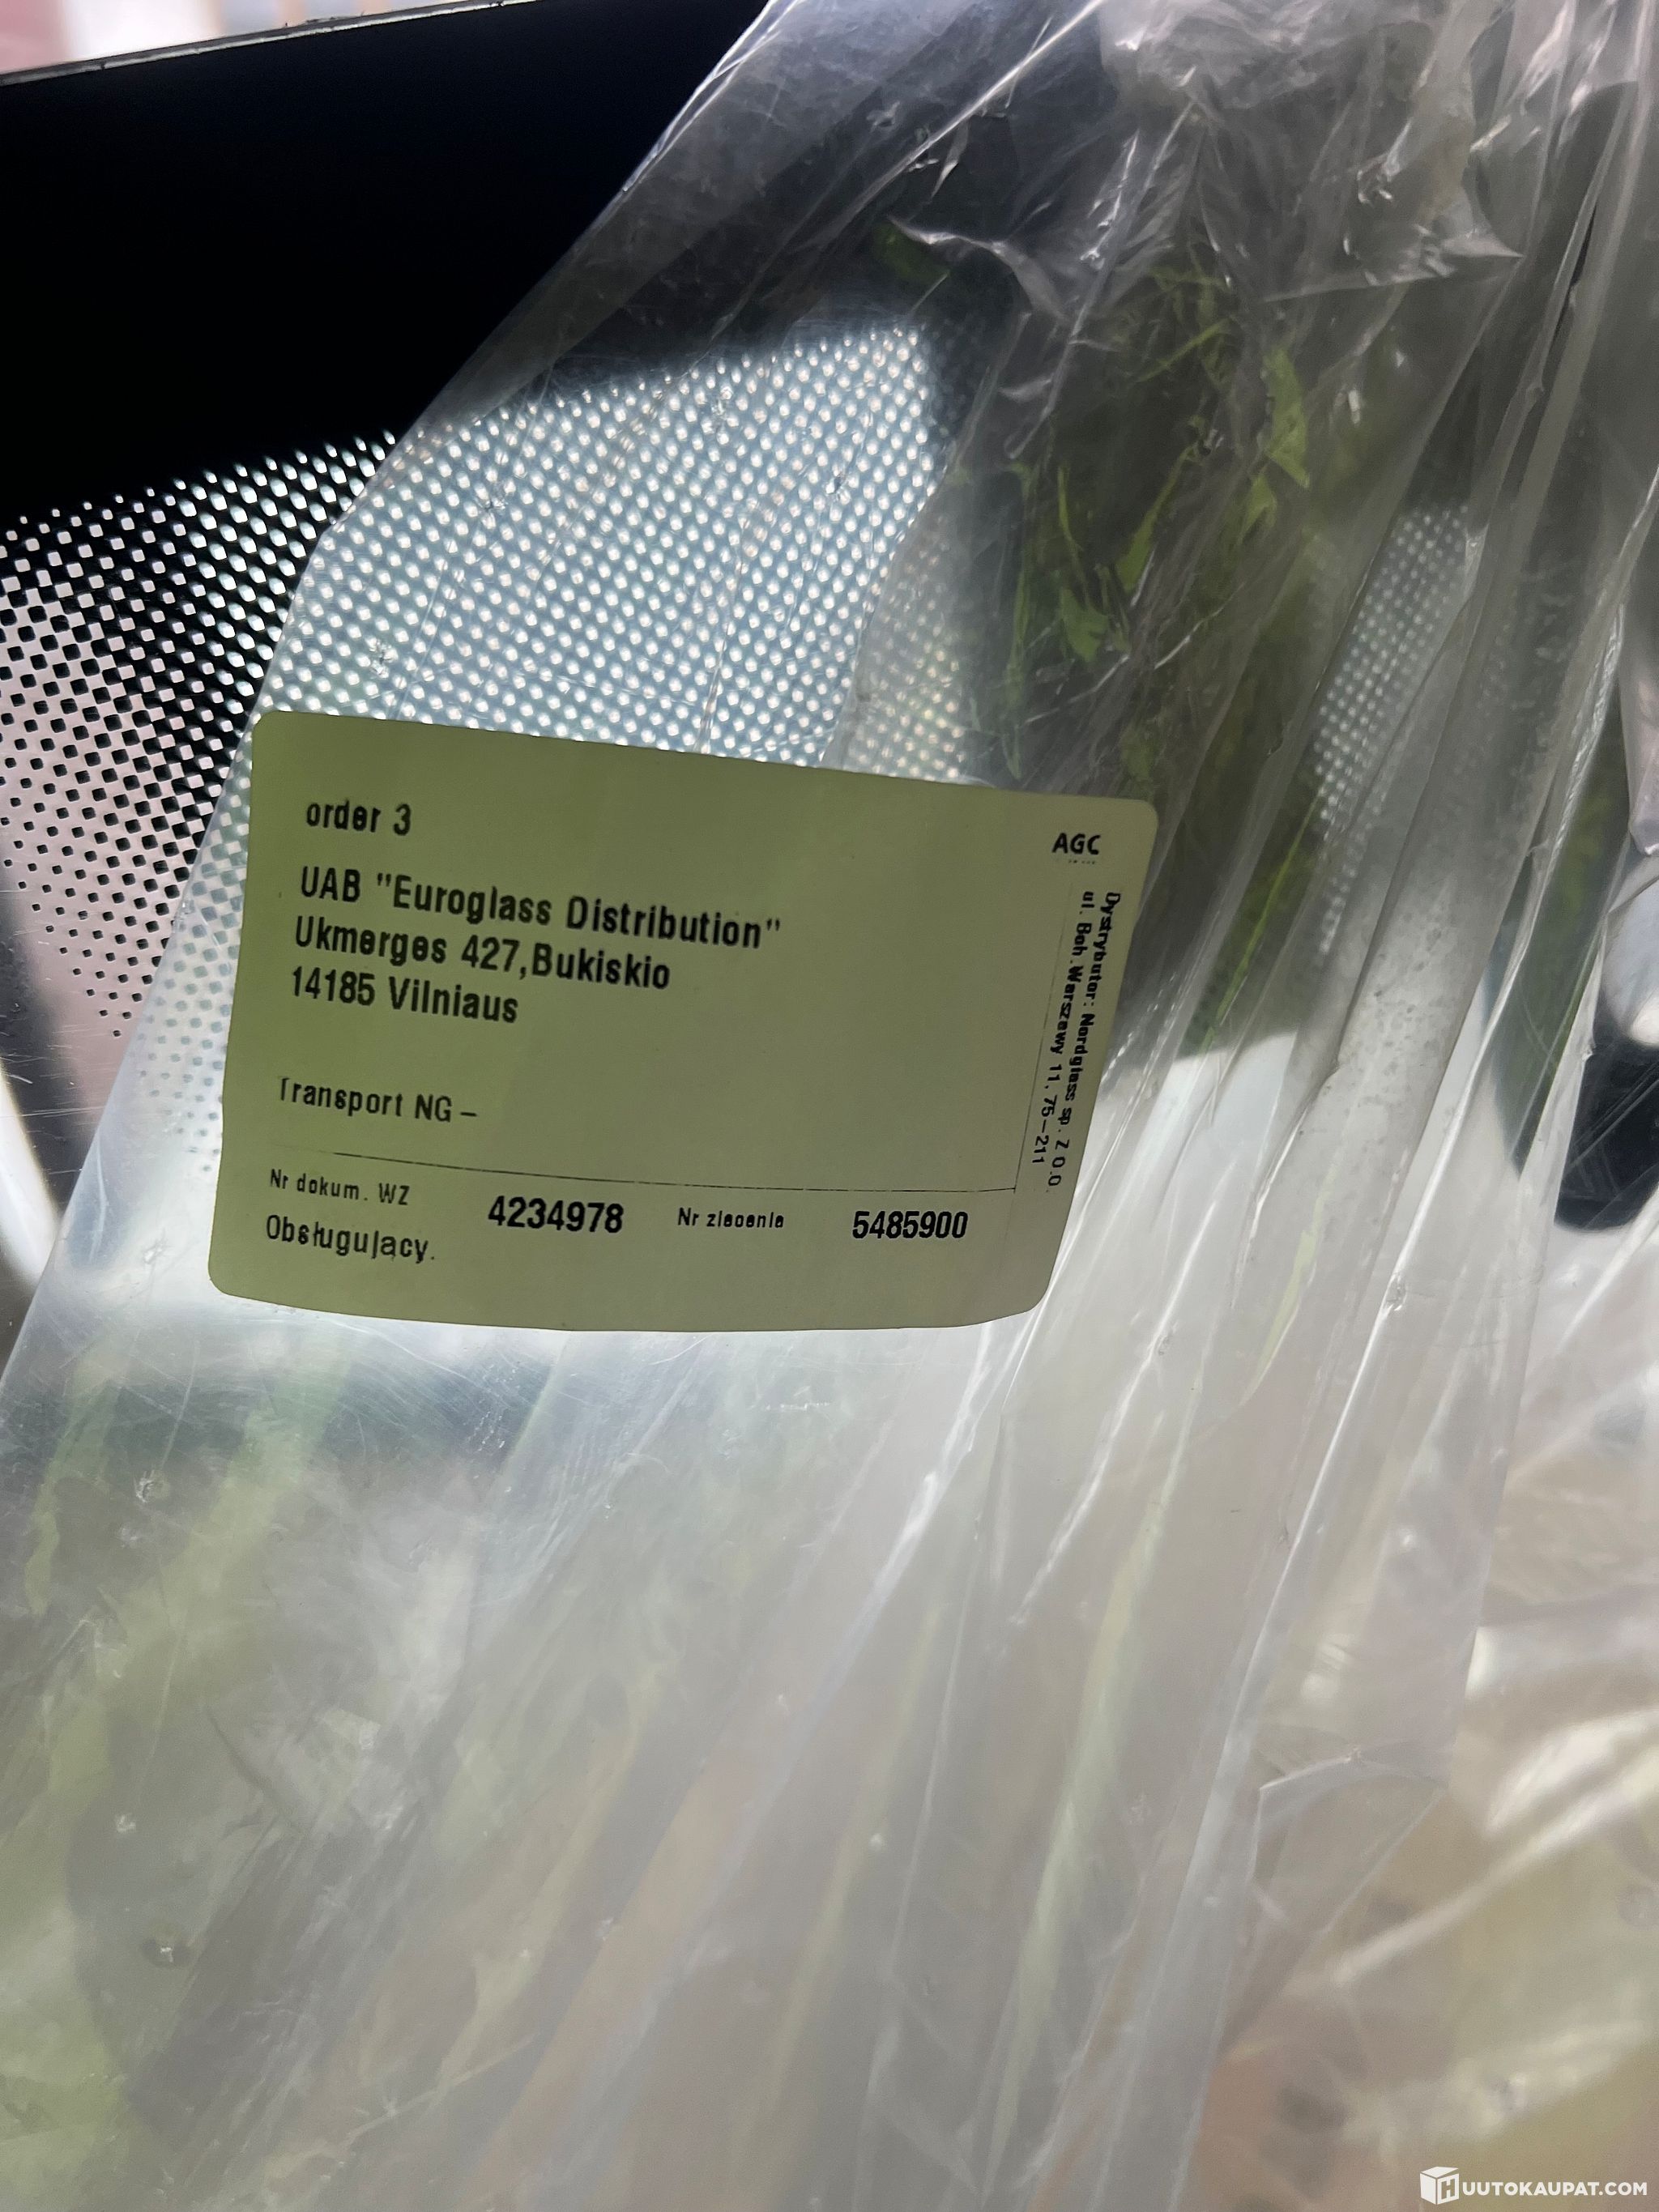 order 3
AGC
UAB "Euroglass Distribution"
Ukmerges 427,Bukiskio
14185 Vilniaus
Dystrybutor: Nordglass sp. z o.o.
ul. Boh.Warszawy 11, 75-211
Transport NG –
Nr dokum. WZ 4234978 Nr zlecenia 5485900
Obsługujący.
HUUTOKAUPAT.COM